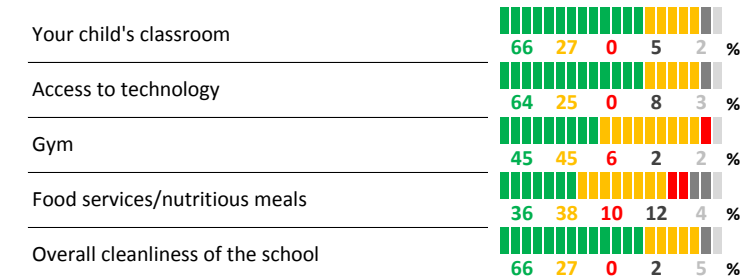 Your child's classroom
66 27 0 5 2 %
Access to technology
64 25 0 8 3 %
Gym
45 45 6 2 2 %
Food services/nutritious meals
36 38 10 12 4 %
Overall cleanliness of the school
66 27 0 2 5 %